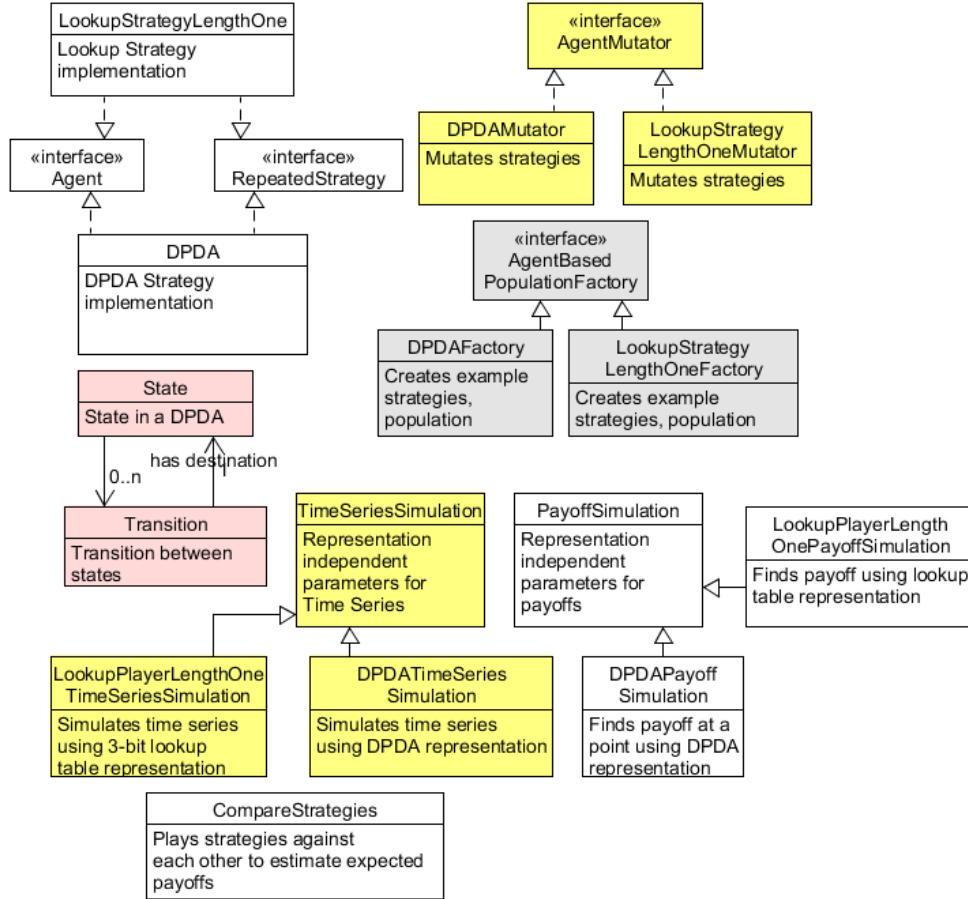 LookupStrategyLengthOne
Lookup Strategy
implementation
«interface»
AgentMutator
DPDAMutator
Mutates strategies
LookupStrategy
LengthOneMutator
Mutates strategies
«interface»
Agent
«interface»
RepeatedStrategy
DPDA
DPDA Strategy
implementation
«interface»
AgentBased
PopulationFactory
DPDAFactory
Creates example
strategies,
population
LookupStrategy
LengthOneFactory
Creates example
strategies, population
State
State in a DPDA
has destination
0..n
1
Transition
Transition between
states
TimeSeriesSimulation
Representation
independent
parameters for
Time Series
PayoffSimulation
Representation
independent
parameters for
payoffs
LookupPlayerLength
OnePayoffSimulation
Finds payoff using lookup
table representation
LookupPlayerLengthOne
TimeSeriesSimulation
Simulates time series
using 3-bit lookup
table representation
DPDATimeSeries
Simulation
Simulates time series
using DPDA representation
DPDAPayoff
Simulation
Finds payoff at a
point using DPDA
representation
CompareStrategies
Plays strategies against
each other to estimate expected
payoffs